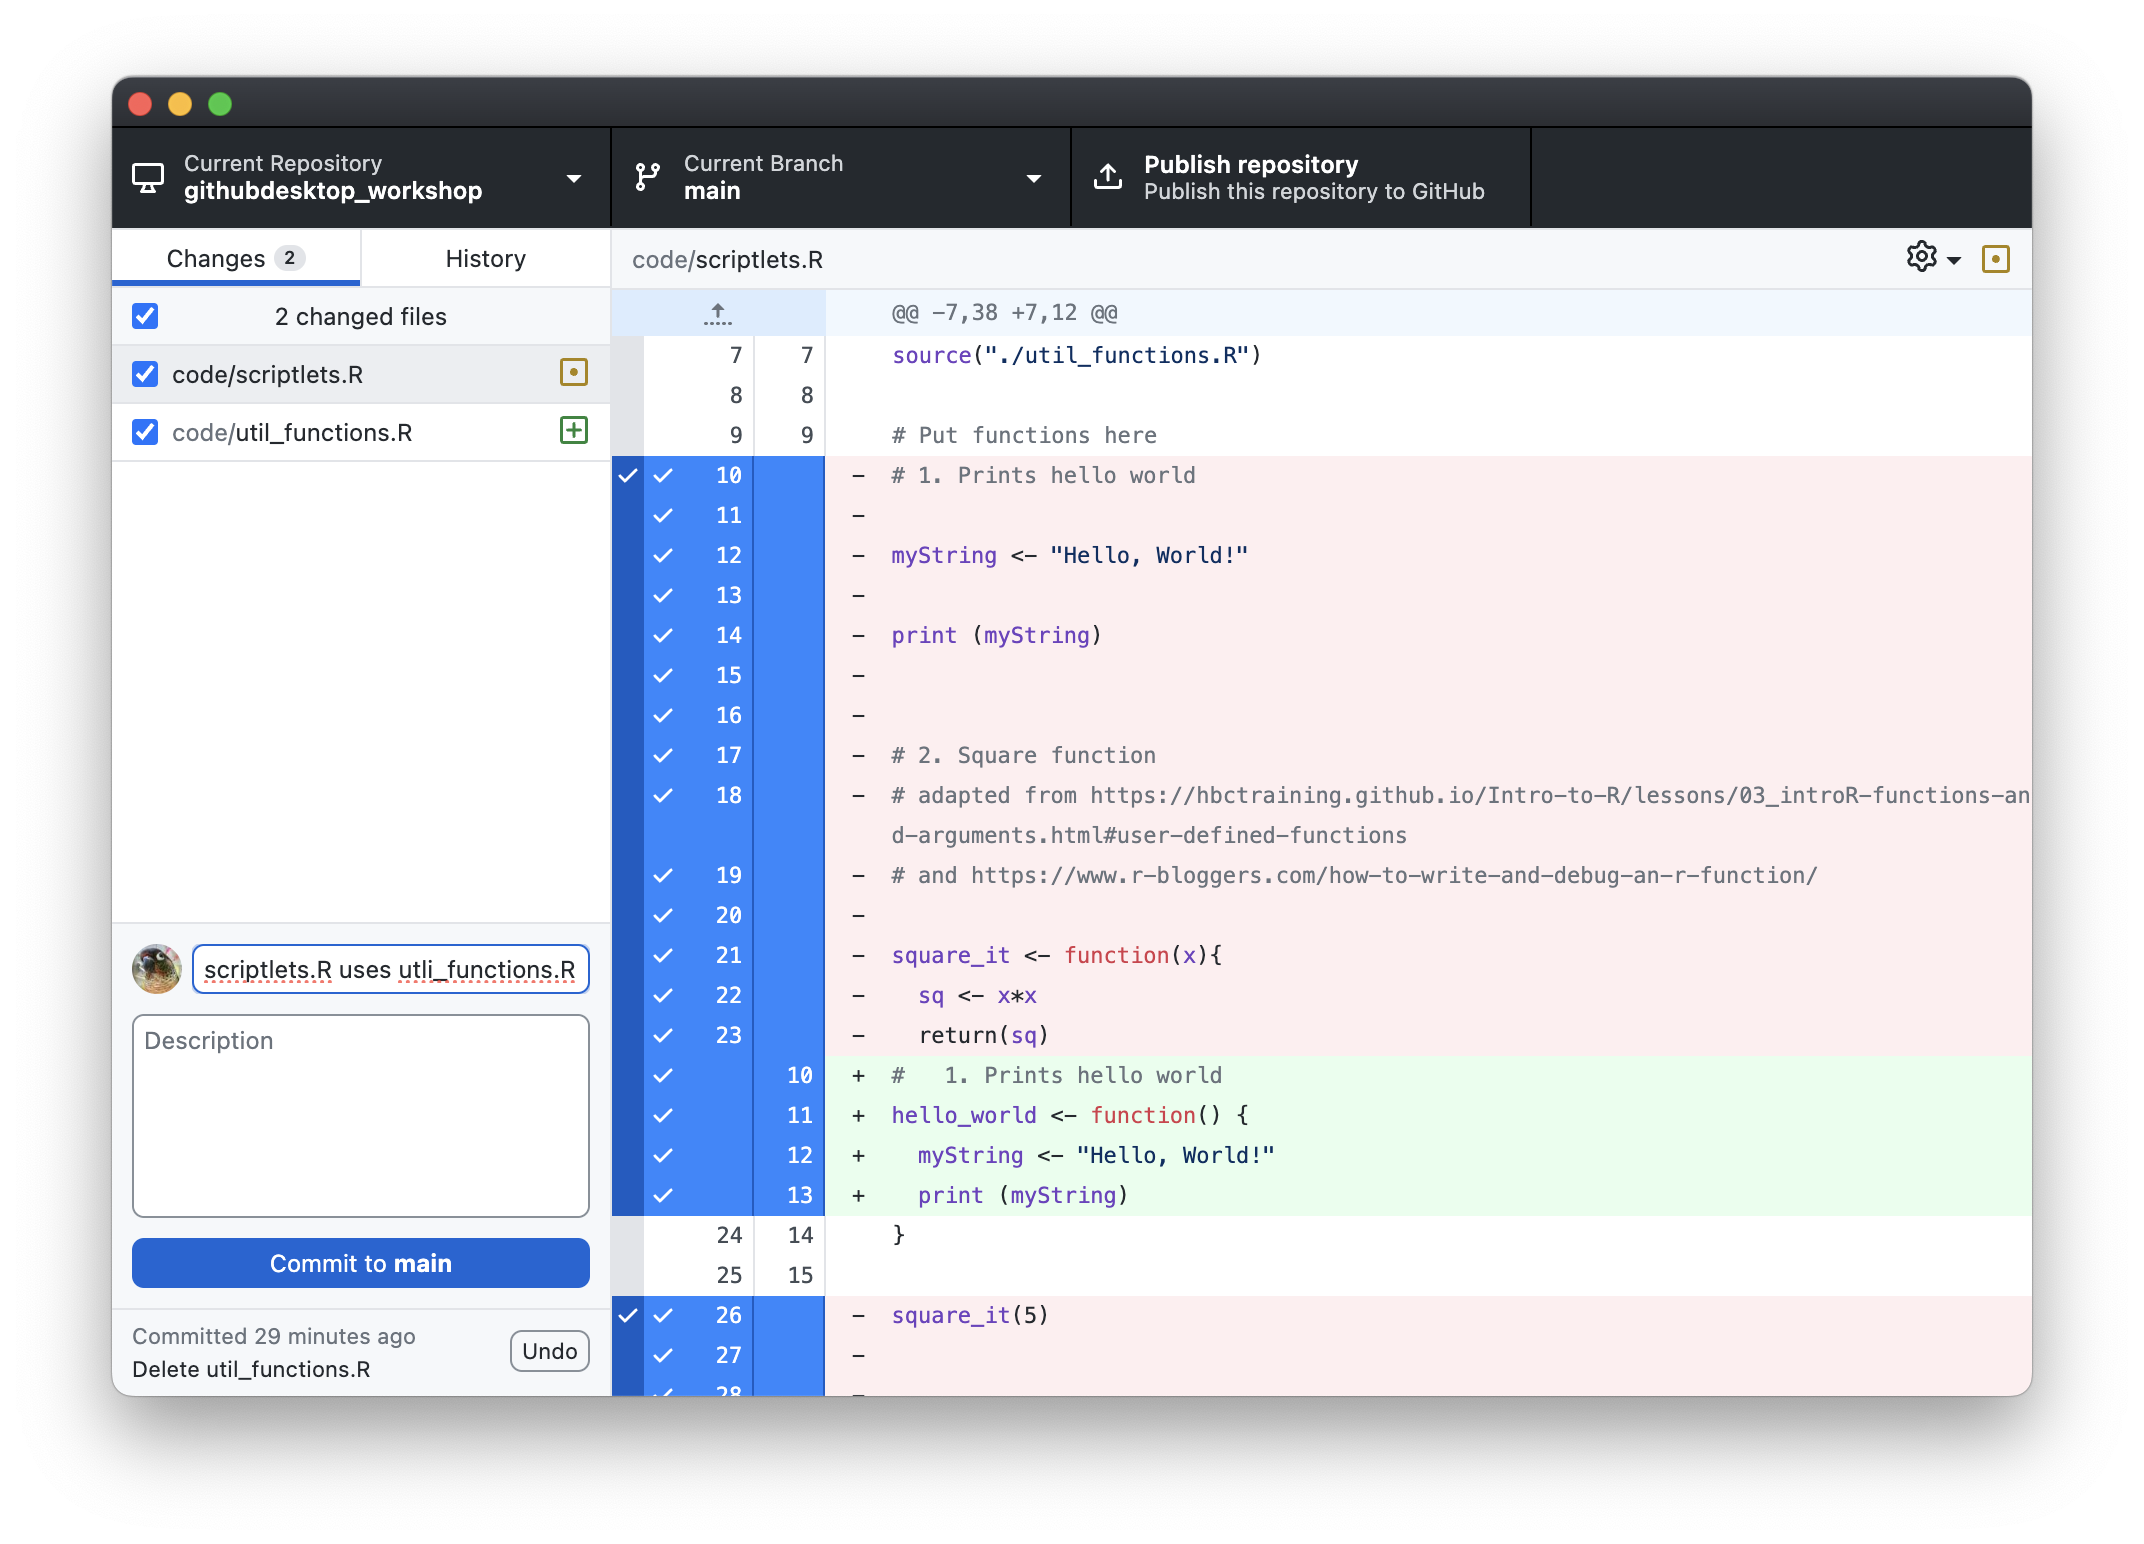 Current Repository
githubdesktop_workshop
Current Branch
main
Publish repository
Publish this repository to GitHub
Changes 2
History
2 changed files
code/scriptlets.R
code/util_functions.R
scriptlets.R uses utli_functions.R
Description
Commit to main
Committed 29 minutes ago
Delete util_functions.R
Undo
code/scriptlets.R
@@ -7,38 +7,12 @@
7 7 source("./util_functions.R")
8 8
9 9 # Put functions here
10 - # 1. Prints hello world
11 -
12 - myString <- "Hello, World!"
13 -
14 - print (myString)
15 -
16 -
17 - # 2. Square function
18 - # adapted from https://hbctraining.github.io/Intro-to-R/lessons/03_introR-functions-an
d-arguments.html#user-defined-functions
19 - # and https://www.r-bloggers.com/how-to-write-and-debug-an-r-function/
20 -
21 - square_it <- function(x){
22 - sq <- x*x
23 - return(sq)
10 + #   1. Prints hello world
11 + hello_world <- function() {
12 + myString <- "Hello, World!"
13 + print (myString)
24 14 }
25 15
26 - square_it(5)
27 -
28 -